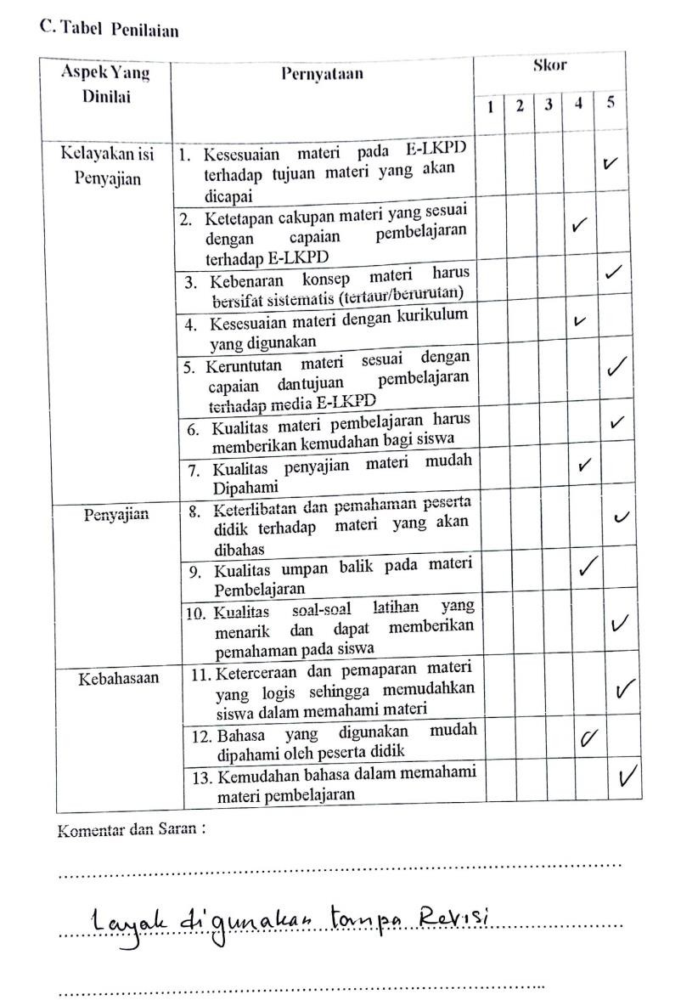 C. Tabel Penilaian
Aspek Yang
Dinilai
Pernyataan
Skor
1 2 3 4 5
Kelayakan isi
Penyajian
1. Kesesuaian materi pada E-LKPD
terhadap tujuan materi yang akan
dicapai
✓
2. Ketetapan cakupan materi yang sesuai
dengan capaian pembelajaran
terhadap E-LKPD
✓
3. Kebenaran konsep materi harus
bersifat sistematis (tertaur/berurutan)
✓
4. Kesesuaian materi dengan kurikulum
yang digunakan
✓
5. Keruntutan materi sesuai dengan
capaian dantujuan pembelajaran
terhadap media E-LKPD
✓
6. Kualitas materi pembelajaran harus
memberikan kemudahan bagi siswa
✓
7. Kualitas penyajian materi mudah
Dipahami
✓
Penyajian
8. Keterlibatan dan pemahaman peserta
didik terhadap materi yang akan
dibahas
✓
9. Kualitas umpan balik pada materi
Pembelajaran
✓
10. Kualitas soal-soal latihan yang
menarik dan dapat memberikan
pemahaman pada siswa
✓
Kebahasaan
11. Keterceraan dan pemaparan materi
yang logis sehingga memudahkan
siswa dalam memahami materi
✓
12. Bahasa yang digunakan mudah
dipahami oleh peserta didik
✓
13. Kemudahan bahasa dalam memahami
materi pembelajaran
✓
Komentar dan Saran :
Layak digunakan tampa Revisi